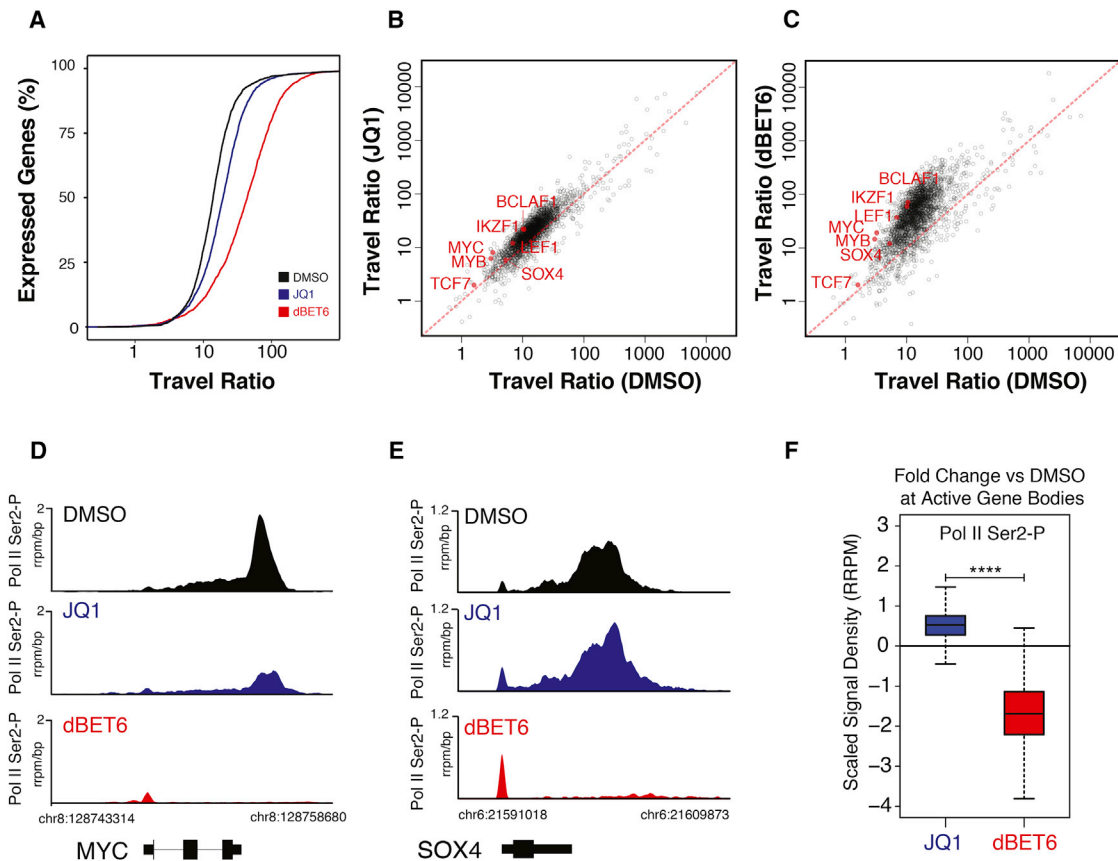 A
Expressed Genes (%)
100
75
50
25
0
DMSO
JQ1
dBET6
1
10
100
Travel Ratio
B
Travel Ratio (JQ1)
10000
1000
100
10
1
BCLAF1
IKZF1
LEF1
MYC
MYB
SOX4
TCF7
1
10
100
1000
10000
Travel Ratio (DMSO)
C
Travel Ratio (dBET6)
10000
1000
100
10
1
BCLAF1
IKZF1
LEF1
MYC
MYB
SOX4
TCF7
1
10
100
1000
10000
Travel Ratio (DMSO)
D
Pol II Ser2-P
rrpm/bp
2
DMSO
Pol II Ser2-P
rrpm/bp
2
JQ1
Pol II Ser2-P
rrpm/bp
2
dBET6
chr8:128743314
chr8:128758680
MYC
E
Pol II Ser2-P
rrpm/bp
1.2
DMSO
Pol II Ser2-P
rrpm/bp
1.2
JQ1
Pol II Ser2-P
rrpm/bp
1.2
dBET6
chr6:21591018
chr6:21609873
SOX4
F
Fold Change vs DMSO
at Active Gene Bodies
Scaled Signal Density (RRPM)
Pol II Ser2-P
****
3
2
1
0
−1
−2
−3
−4
JQ1
dBET6